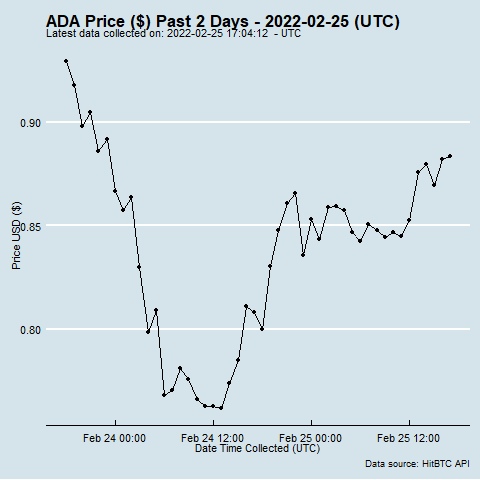 ADA Price ($) Past 2 Days - 2022-02-25 (UTC)
Latest data collected on: 2022-02-25 17:04:12 - UTC
0.90
0.85
0.80
Price USD ($)
Feb 24 00:00 Feb 24 12:00 Feb 25 00:00 Feb 25 12:00
Date Time Collected (UTC)
Data source: HitBTC API